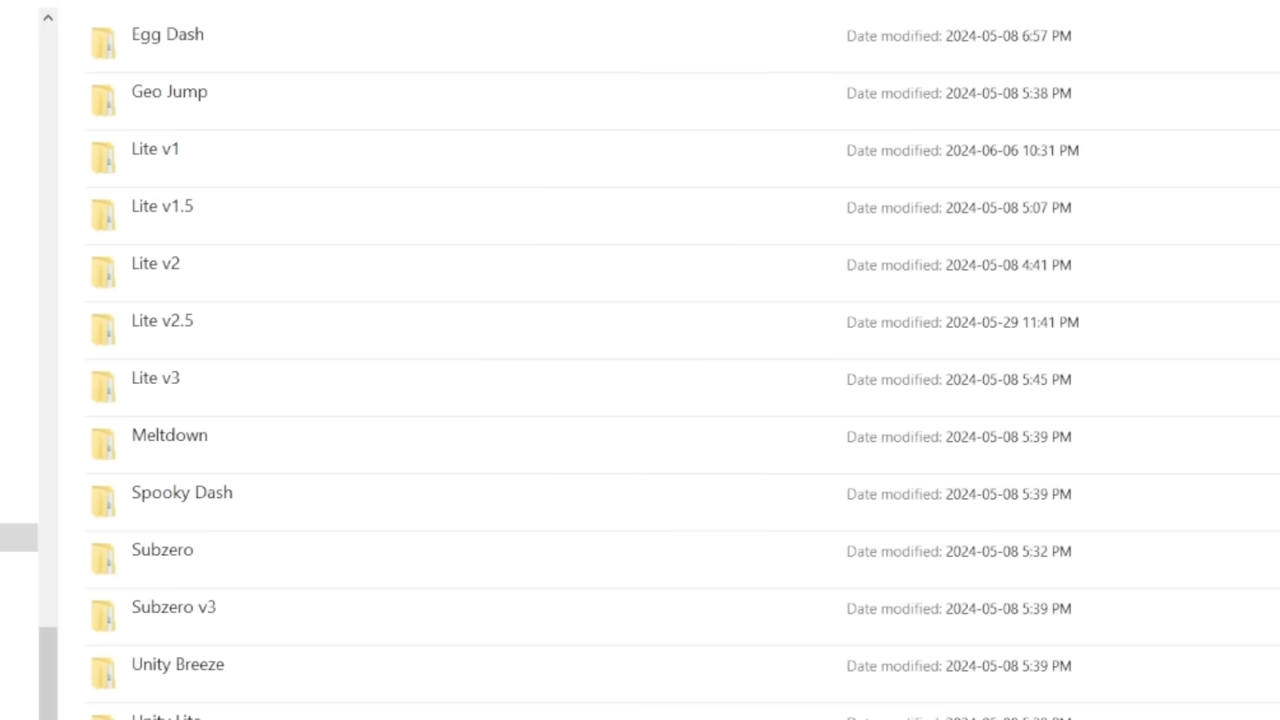 Egg Dash Date modified: 2024-05-08 6:57 PM
Geo Jump Date modified: 2024-05-08 5:38 PM
Lite v1 Date modified: 2024-06-06 10:31 PM
Lite v1.5 Date modified: 2024-05-08 5:07 PM
Lite v2 Date modified: 2024-05-08 4:41 PM
Lite v2.5 Date modified: 2024-05-29 11:41 PM
Lite v3 Date modified: 2024-05-08 5:45 PM
Meltdown Date modified: 2024-05-08 5:39 PM
Spooky Dash Date modified: 2024-05-08 5:39 PM
Subzero Date modified: 2024-05-08 5:32 PM
Subzero v3 Date modified: 2024-05-08 5:39 PM
Unity Breeze Date modified: 2024-05-08 5:39 PM
Unity Lite